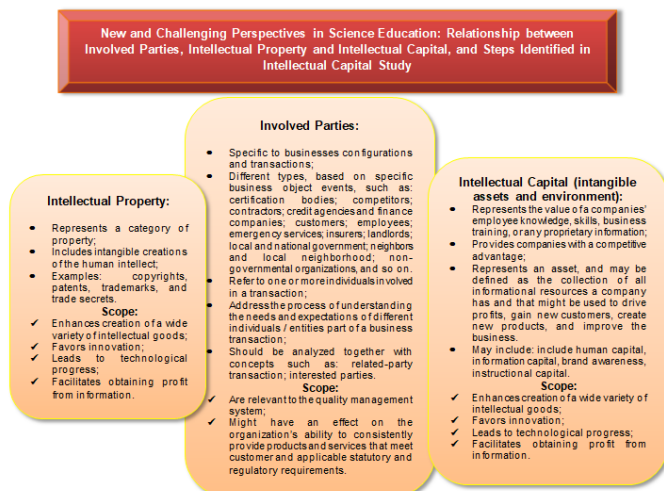 New and Challenging Perspectives in Science Education: Relationship between
Involved Parties, Intellectual Property and Intellectual Capital, and Steps Identified in
Intellectual Capital Study
Intellectual Property:
• Represents a category of
property;
• Includes intangible creations
of the human intellect;
• Examples: copyrights,
patents, trademarks, and
trade secrets.
Scope:
✓ Enhances creation of a wide
variety of intellectual goods;
✓ Favors innovation;
✓ Leads to technological
progress;
✓ Facilitates obtaining profit
from information.
Involved Parties:
• Specific to businesses configurations
and transactions;
• Different types, based on specific
business object events, such as:
certification bodies; competitors;
contractors; credit agencies and finance
companies; customers; employees;
emergency services; insurers; landlords;
local and national government; neighbors
and local neighborhood; non-
governmental organizations, and so on.
• Refer to one or more individuals involved
in a transaction;
• Address the process of understanding
the needs and expectations of different
individuals / entities part of a business
transaction;
• Should be analyzed together with
concepts such as: related-party
transaction; interested parties.
Scope:
✓ Are relevant to the quality management
system;
✓ Might have an effect on the
organization's ability to consistently
provide products and services that meet
customer and applicable statutory and
regulatory requirements.
Intellectual Capital (intangible
assets and environment):
• Represents the value of a companies'
employee knowledge, skills, business
training, or any proprietary information;
• Provides companies with a competitive
advantage;
• Represents an asset, and may be
defined as the collection of all
informational resources a company
has and that might be used to drive
profits, gain new customers, create
new products, and improve the
business.
• May include: include human capital,
information capital, brand awareness,
instructional capital.
Scope:
✓ Enhances creation of a wide variety of
intellectual goods;
✓ Favors innovation;
✓ Leads to technological progress;
✓ Facilitates obtaining profit from
information.